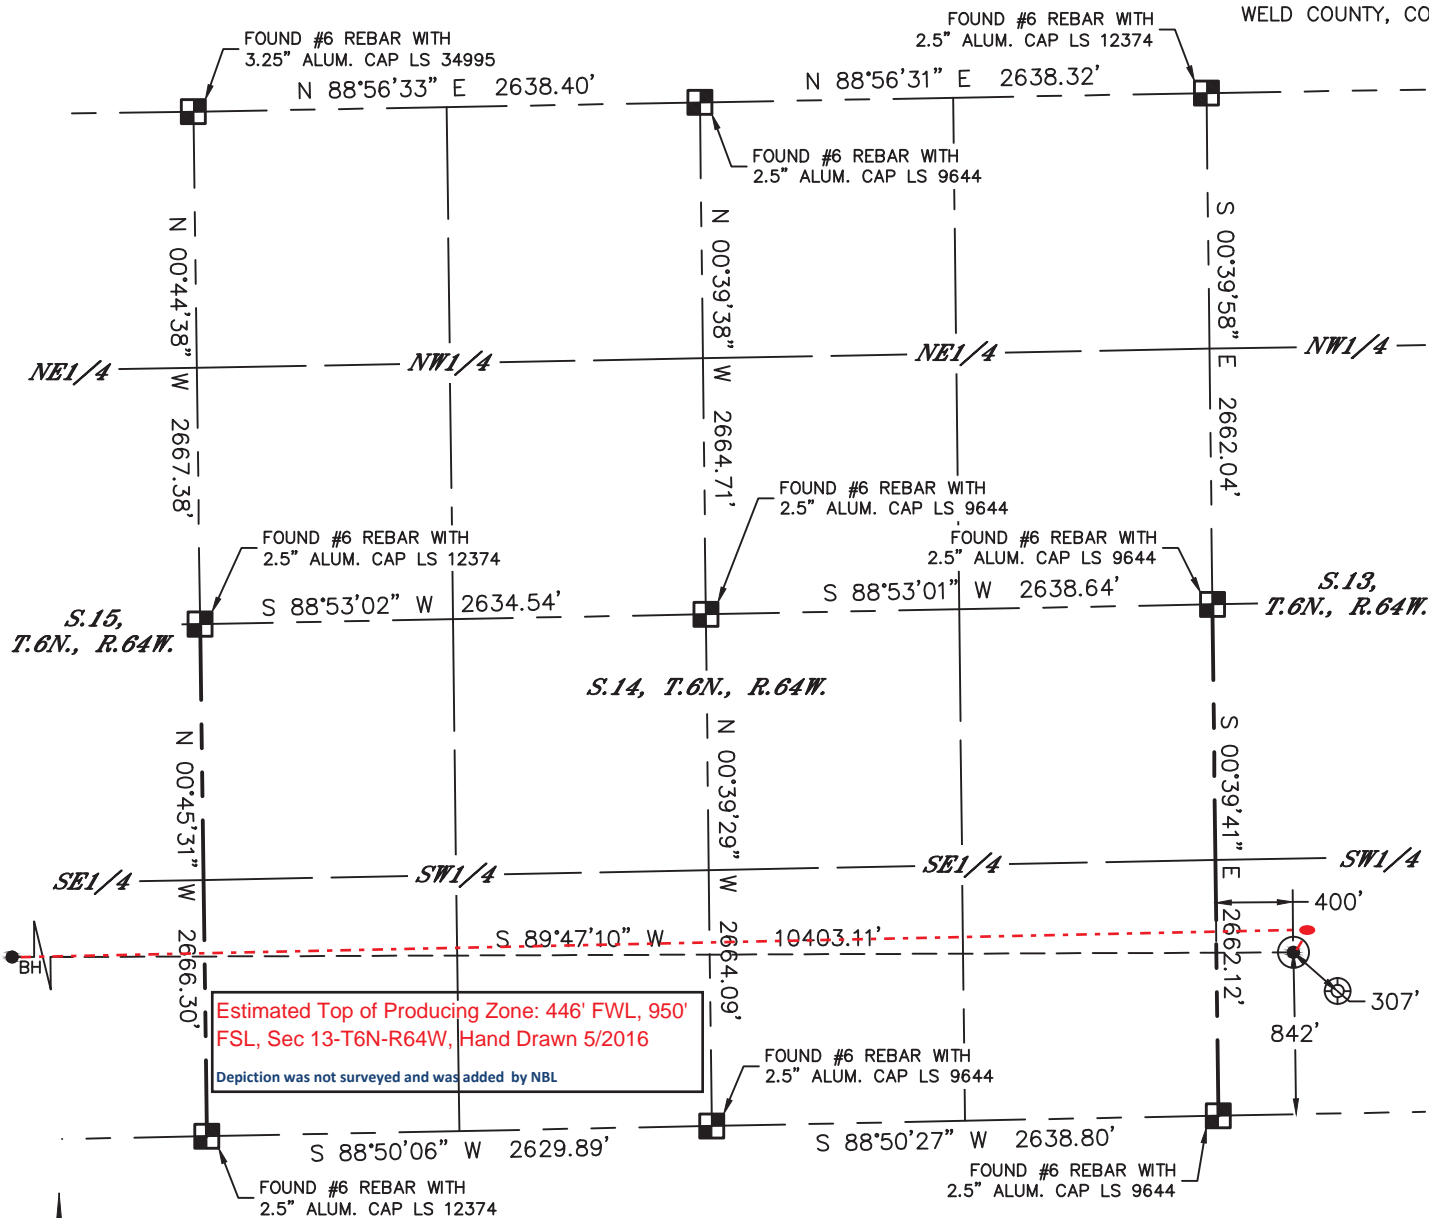 WELD COUNTY, CO
FOUND #6 REBAR WITH
2.5” ALUM. CAP LS 12374
FOUND #6 REBAR WITH
3.25” ALUM. CAP LS 34995
N 88°56’33” E 2638.40’
N 88°56’31” E 2638.32’
FOUND #6 REBAR WITH
2.5” ALUM. CAP LS 9644
N 00°44’38” W 2667.38’
N 00°39’38” W 2664.71’
S 00°39’58” E 2662.04’
NE1/4
NW1/4
NE1/4
NW1/4
FOUND #6 REBAR WITH
2.5” ALUM. CAP LS 9644
FOUND #6 REBAR WITH
2.5” ALUM. CAP LS 12374
FOUND #6 REBAR WITH
2.5” ALUM. CAP LS 9644
S 88°53’02” W 2634.54’
S 88°53’01” W 2638.64’
S.15,
T.6N., R.64W.
S.13,
T.6N., R.64W.
S.14, T.6N., R.64W.
N 00°45’31” W 2666.30’
N 00°39’29” W 2664.09’
S 00°39’41” E 2662.12’
SE1/4
SW1/4
SE1/4
SW1/4
400’
S 89°47’10” W 10403.11’
BH
307’
842’
Estimated Top of Producing Zone: 446' FWL, 950'
FSL, Sec 13-T6N-R64W, Hand Drawn 5/2016
Depiction was not surveyed and was added by NBL
FOUND #6 REBAR WITH
2.5” ALUM. CAP LS 9644
S 88°50’06” W 2629.89’
S 88°50’27” W 2638.80’
FOUND #6 REBAR WITH
2.5” ALUM. CAP LS 9644
FOUND #6 REBAR WITH
2.5” ALUM. CAP LS 12374